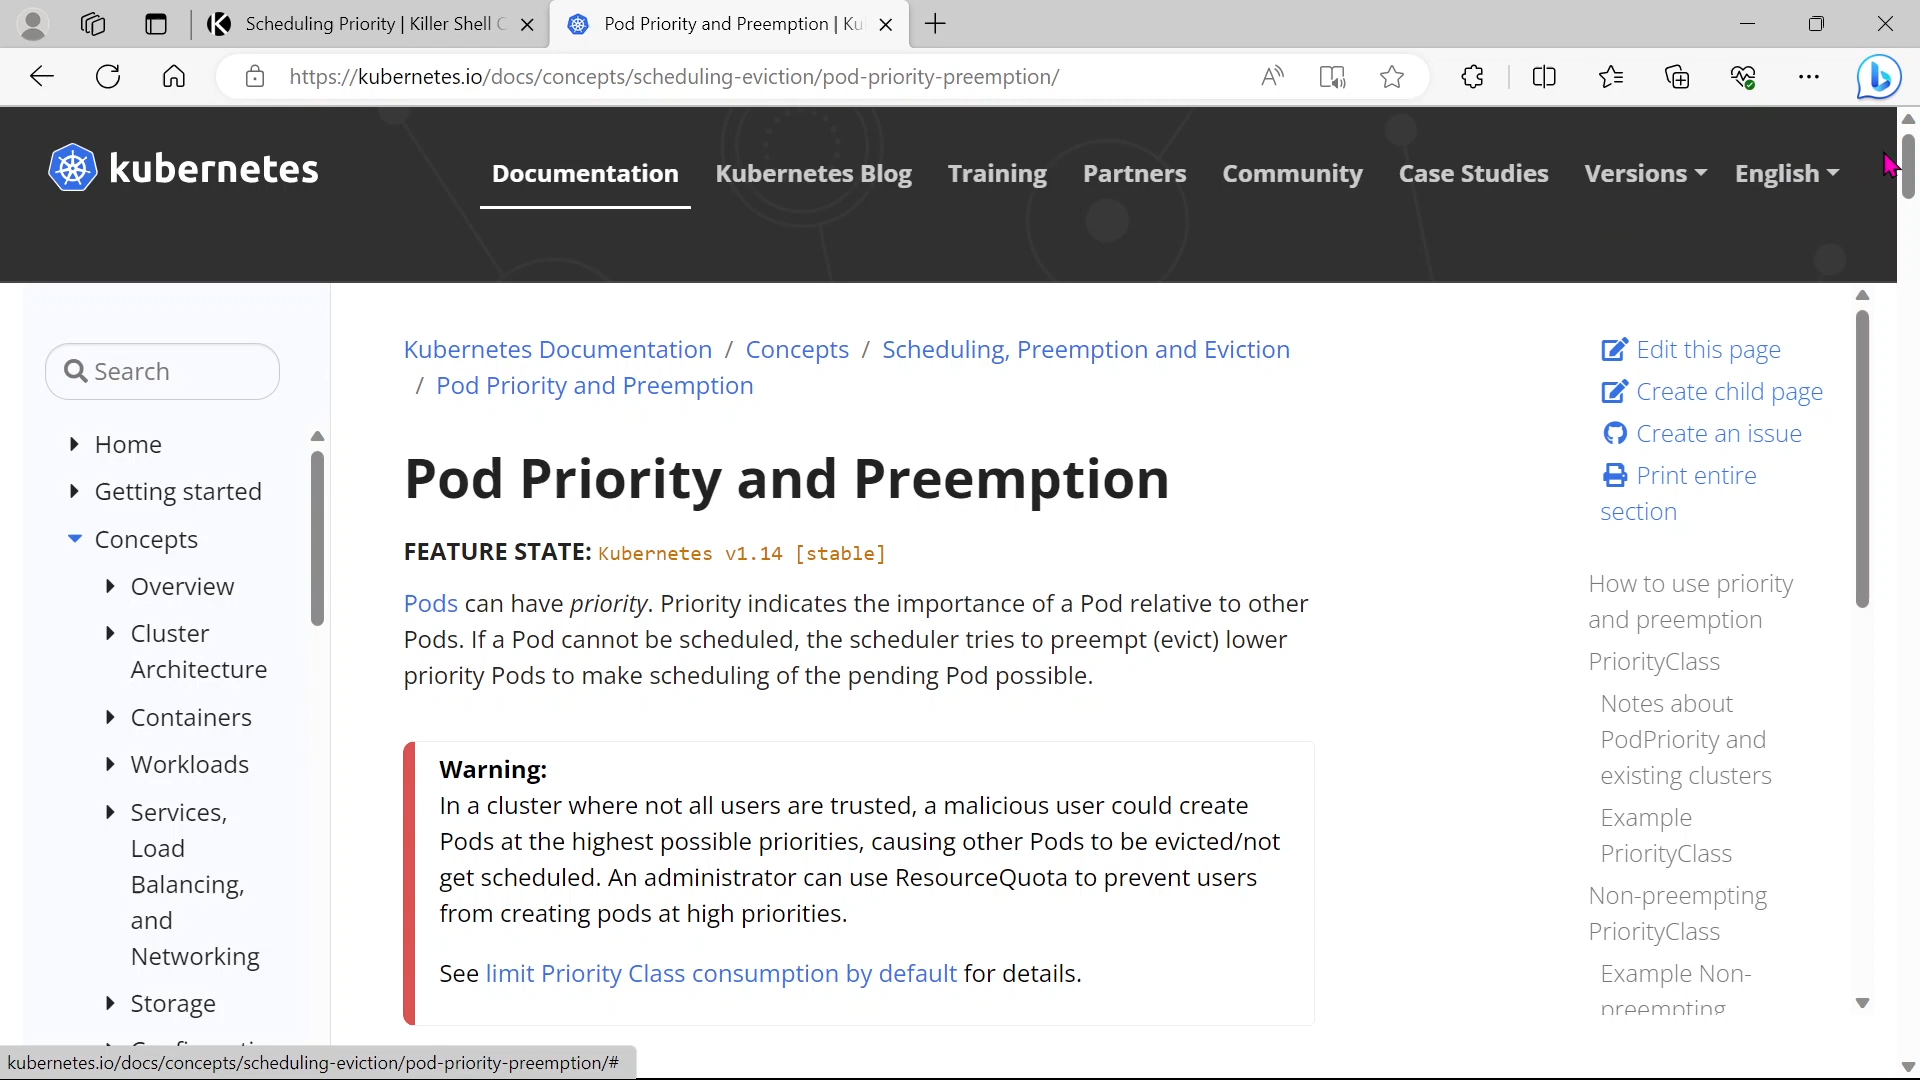 Scheduling Priority | Killer Shell C
Pod Priority and Preemption | Ku
https://kubernetes.io/docs/concepts/scheduling-eviction/pod-priority-preemption/
kubernetes
Documentation
Kubernetes Blog
Training
Partners
Community
Case Studies
Versions
English
Search
Home
Getting started
Concepts
Overview
Cluster
Architecture
Containers
Workloads
Services,
Load
Balancing,
and
Networking
Storage
Kubernetes Documentation / Concepts / Scheduling, Preemption and Eviction
/ Pod Priority and Preemption
Pod Priority and Preemption
FEATURE STATE: Kubernetes v1.14 [stable]
Pods can have priority. Priority indicates the importance of a Pod relative to other
Pods. If a Pod cannot be scheduled, the scheduler tries to preempt (evict) lower
priority Pods to make scheduling of the pending Pod possible.
Warning:
In a cluster where not all users are trusted, a malicious user could create
Pods at the highest possible priorities, causing other Pods to be evicted/not
get scheduled. An administrator can use ResourceQuota to prevent users
from creating pods at high priorities.
See limit Priority Class consumption by default for details.
Edit this page
Create child page
Create an issue
Print entire
section
How to use priority
and preemption
PriorityClass
Notes about
PodPriority and
existing clusters
Example
PriorityClass
Non-preempting
PriorityClass
Example Non-
preempting
kubernetes.io/docs/concepts/scheduling-eviction/pod-priority-preemption/#